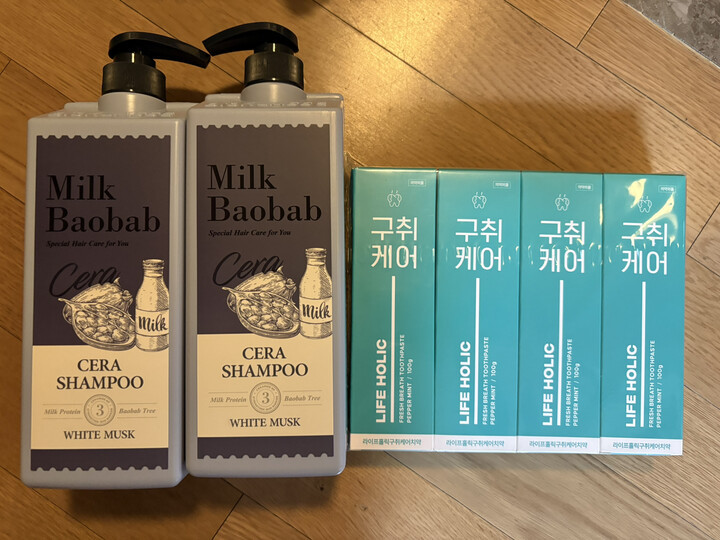 Milk
Baobab
Special Hair Care for You
Cera
Milk
CERA
SHAMPOO
Milk Protein
3
Baobab Tree
WHITE MUSK
Milk
Baobab
Special Hair Care for You
Cera
Milk
CERA
SHAMPOO
Milk Protein
3
Baobab Tree
WHITE MUSK
구취
케어
LIFE HOLIC
FRESH BREATH TOOTHPASTE
PEPPER MINT / 100g
라이프홀릭구취케어치약
구취
케어
LIFE HOLIC
FRESH BREATH TOOTHPASTE
PEPPER MINT / 100g
라이프홀릭구취케어치약
구취
케어
LIFE HOLIC
FRESH BREATH TOOTHPASTE
PEPPER MINT / 100g
라이프홀릭구취케어치약
구취
케어
LIFE HOLIC
FRESH BREATH TOOTHPASTE
PEPPER MINT / 100g
라이프홀릭구취케어치약